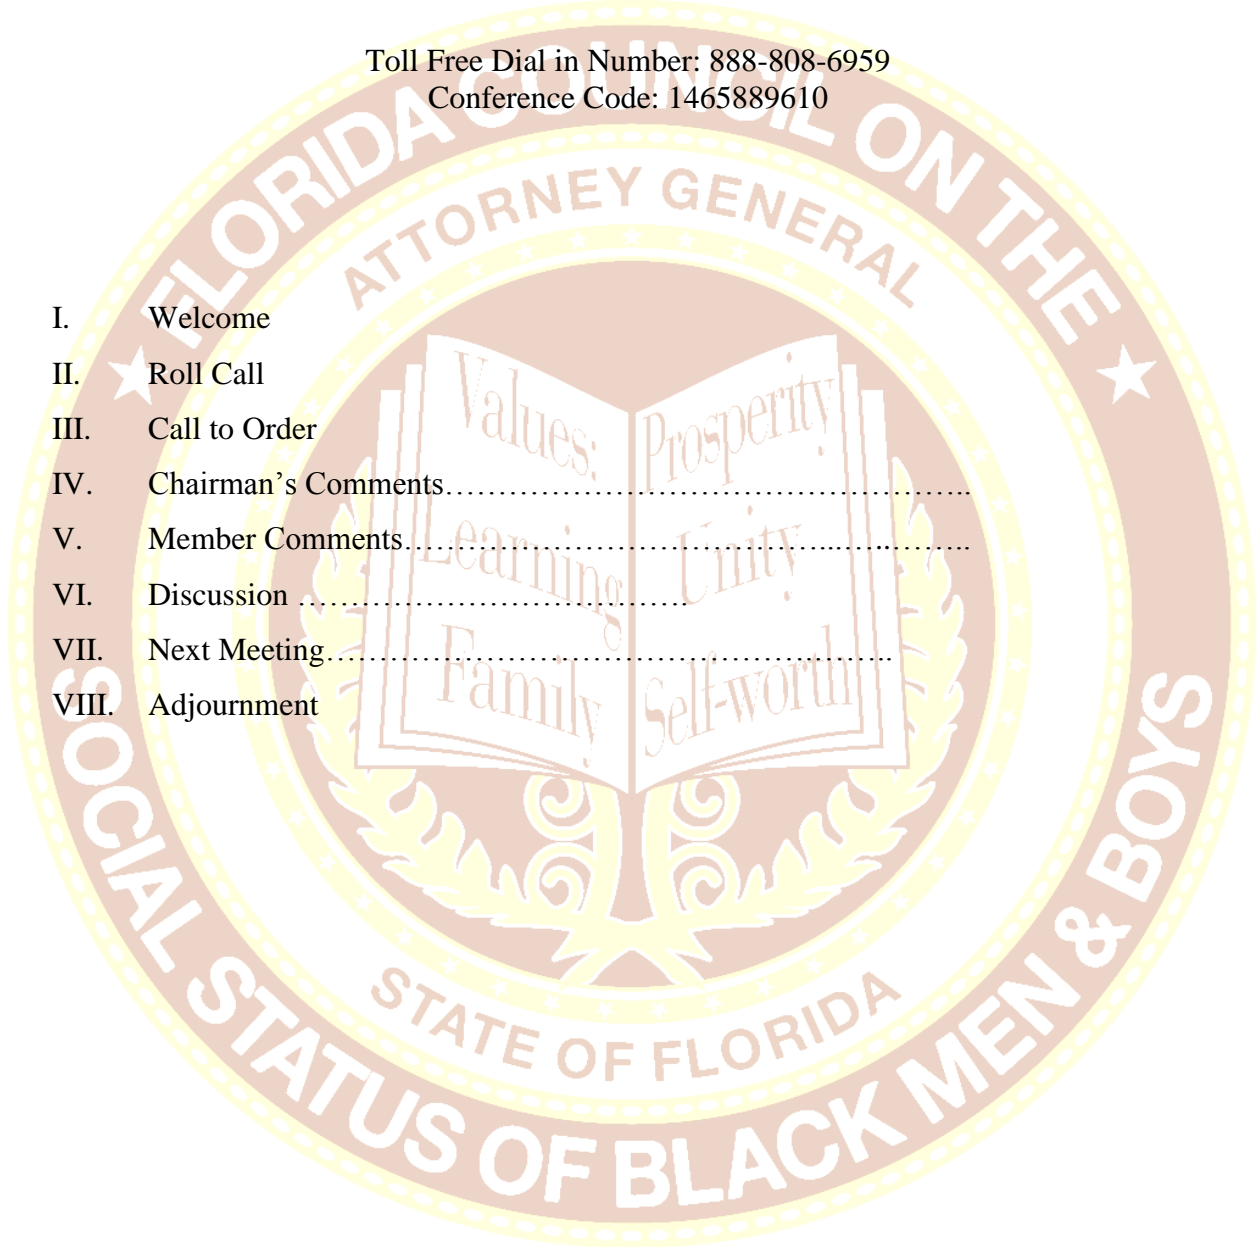 Toll Free Dial in Number: 888-808-6959
Conference Code: 1465889610
FLORIDA COUNCIL ON THE
ATTORNEY GENERAL
I. Welcome
II. Roll Call
III. Call to Order
IV. Chairman’s Comments……………………………………………..
V. Member Comments…………………………………...…..……..
VI. Discussion ……………………….……….
VII. Next Meeting…………………………………………….……..
VIII. Adjournment
Values:
Learning
Family
Prosperity
Unity
Self-worth
STATE OF FLORIDA
SOCIAL STATUS OF BLACK MEN & BOYS